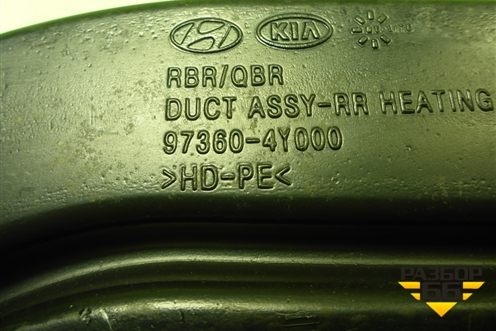 KIA
RBR/QBR
DUCT ASSY-RR HEATING
97360-4Y000
>HD-PE<
РАЗБОР
66